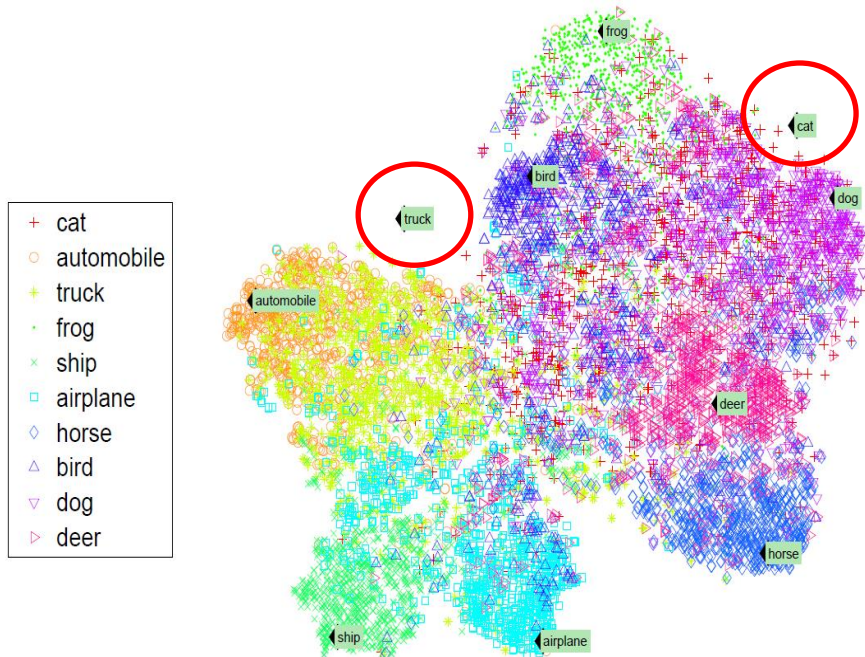 frog
cat
bird
dog
truck
automobile
deer
horse
ship
airplane
cat
automobile
truck
frog
ship
airplane
horse
bird
dog
deer